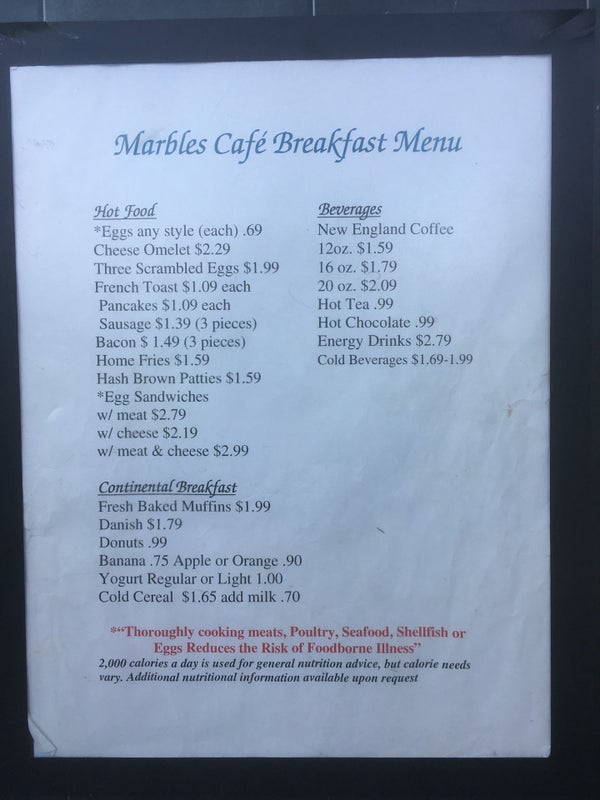 Marbles Café Breakfast Menu
Hot Food
*Eggs any style (each) .69
Cheese Omelet $2.29
Three Scrambled Eggs $1.99
French Toast $1.09 each
Pancakes $1.09 each
Sausage $1.39 (3 pieces)
Bacon $ 1.49 (3 pieces)
Home Fries $1.59
Hash Brown Patties $1.59
*Egg Sandwiches
w/ meat $2.79
w/ cheese $2.19
w/ meat & cheese $2.99
Continental Breakfast
Fresh Baked Muffins $1.99
Danish $1.79
Donuts .99
Banana .75 Apple or Orange .90
Yogurt Regular or Light 1.00
Cold Cereal  $1.65 add milk .70
Beverages
New England Coffee
12oz. $1.59
16 oz. $1.79
20 oz. $2.09
Hot Tea .99
Hot Chocolate .99
Energy Drinks $2.79
Cold Beverages $1.69-1.99
*“Thoroughly cooking meats, Poultry, Seafood, Shellfish or
Eggs Reduces the Risk of Foodborne Illness”
2,000 calories a day is used for general nutrition advice, but calorie needs
vary. Additional nutritional information available upon request